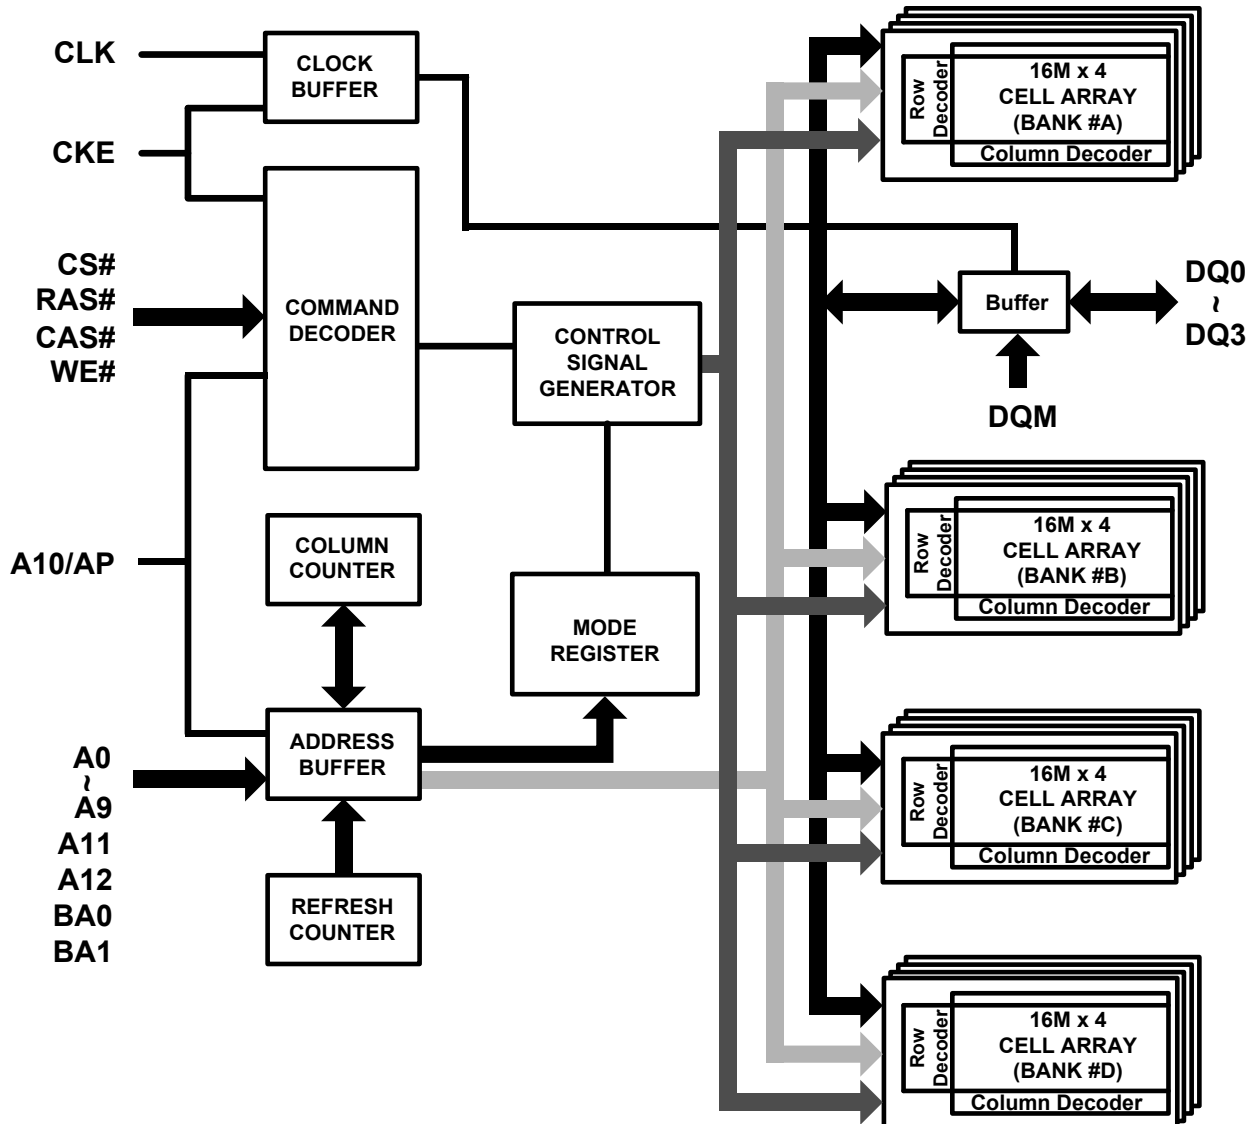 CLK
CKE
CS#
RAS#
CAS#
WE#
A10/AP
A0
~
A9
A11
A12
BA0
BA1
CLOCK
BUFFER
COMMAND
DECODER
COLUMN
COUNTER
ADDRESS
BUFFER
REFRESH
COUNTER
CONTROL
SIGNAL
GENERATOR
MODE
REGISTER
Row
Decoder
16M x 4
CELL ARRAY
(BANK #A)
Column Decoder
Buffer
DQ0
~
DQ3
DQM
Row
Decoder
16M x 4
CELL ARRAY
(BANK #B)
Column Decoder
Row
Decoder
16M x 4
CELL ARRAY
(BANK #C)
Column Decoder
Row
Decoder
16M x 4
CELL ARRAY
(BANK #D)
Column Decoder